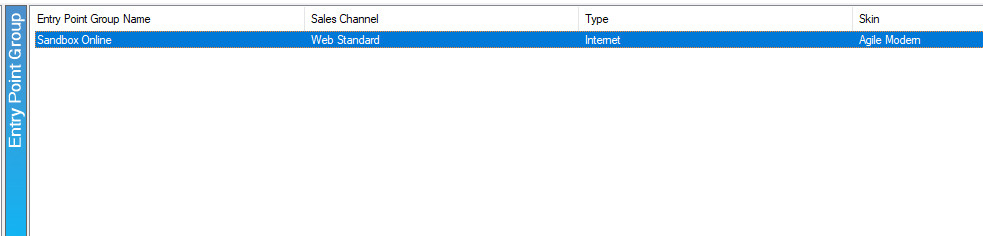 Entry Point Group
Entry Point Group Name Sales Channel Type Skin
Sandbox Online Web Standard Internet Agile Modern